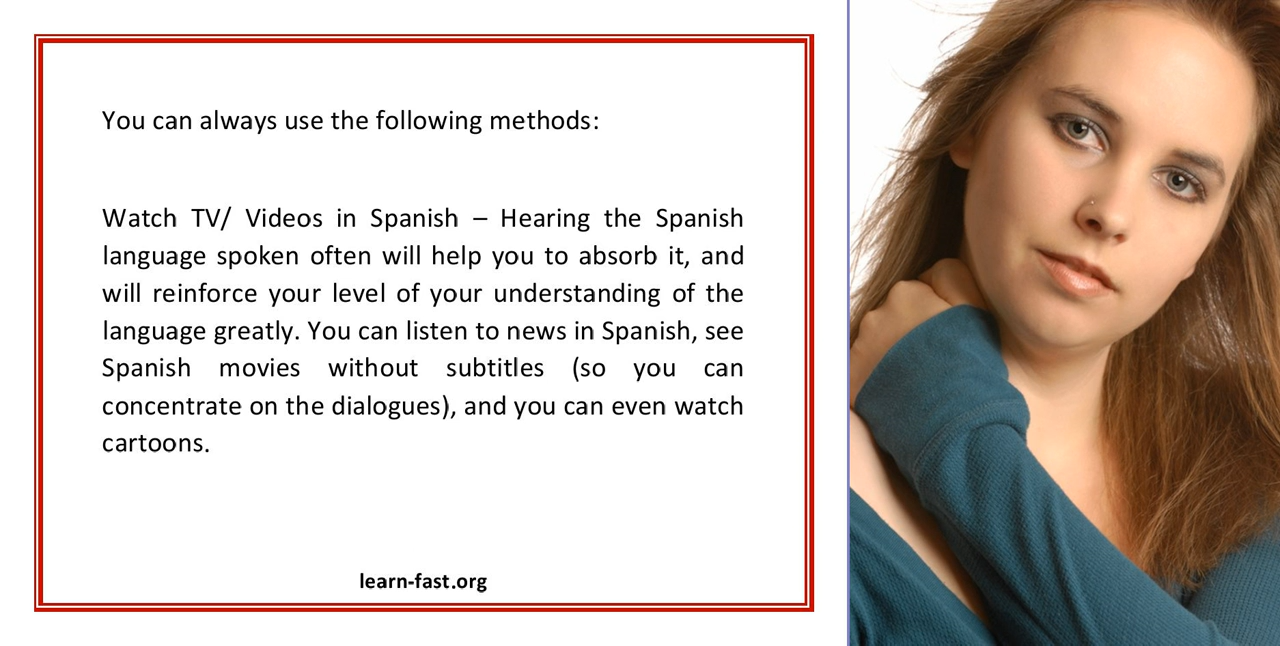 You can always use the following methods:
Watch TV/ Videos in Spanish – Hearing the Spanish
language spoken often will help you to absorb it, and
will reinforce your level of understanding of the
language greatly. You can listen to news in Spanish, see
Spanish movies without subtitles (so you can
concentrate on the dialogues), and you can even watch
cartoons.
learn-fast.org